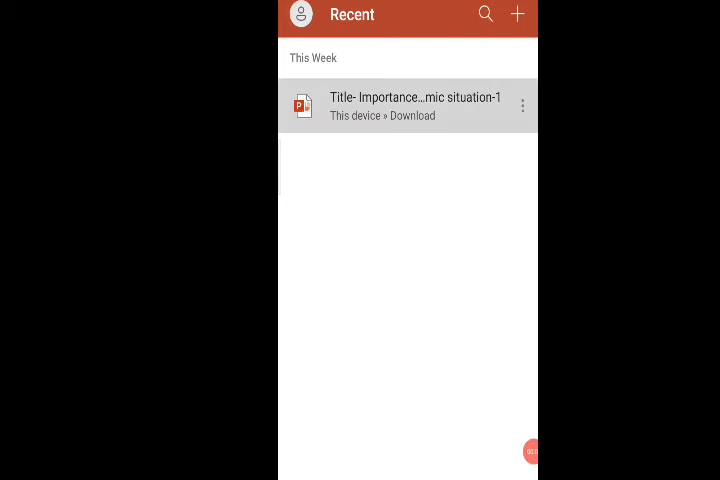 Recent
This Week
P
Title- Importance...mic situation-1
This device » Download